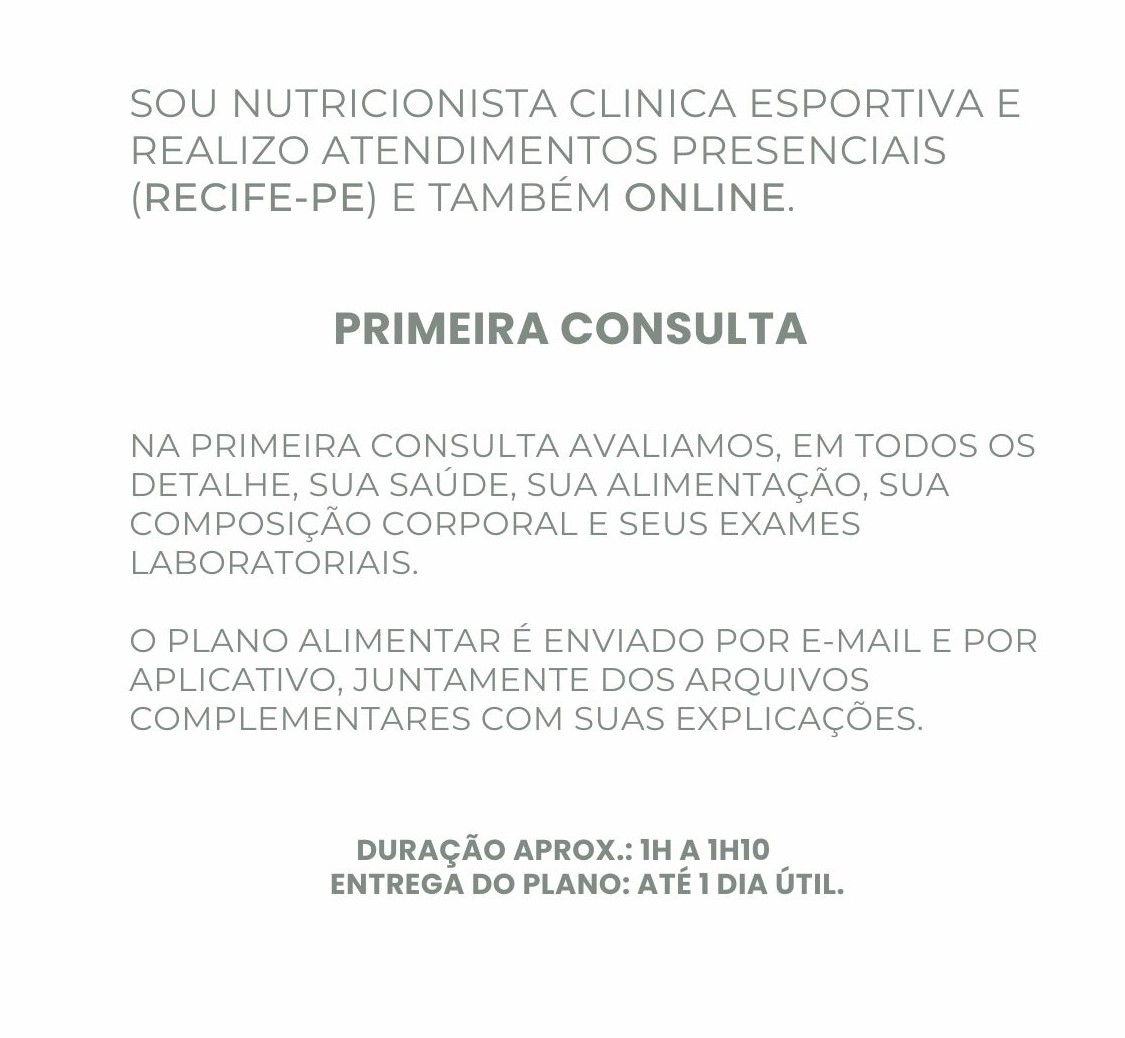 SOU NUTRICIONISTA CLINICA ESPORTIVA E
REALIZO ATENDIMENTOS PRESENCIAIS
(RECIFE-PE) E TAMBÉM ONLINE.
PRIMEIRA CONSULTA
NA PRIMEIRA CONSULTA AVALIAMOS, EM TODOS OS
DETALHE, SUA SAÚDE, SUA ALIMENTAÇÃO, SUA
COMPOSIÇÃO CORPORAL E SEUS EXAMES
LABORATORIAIS.
O PLANO ALIMENTAR É ENVIADO POR E-MAIL E POR
APLICATIVO, JUNTAMENTE DOS ARQUIVOS
COMPLEMENTARES COM SUAS EXPLICAÇÕES.
DURAÇÃO APROX.: 1H A 1H10
ENTREGA DO PLANO: ATÉ 1 DIA ÚTIL.